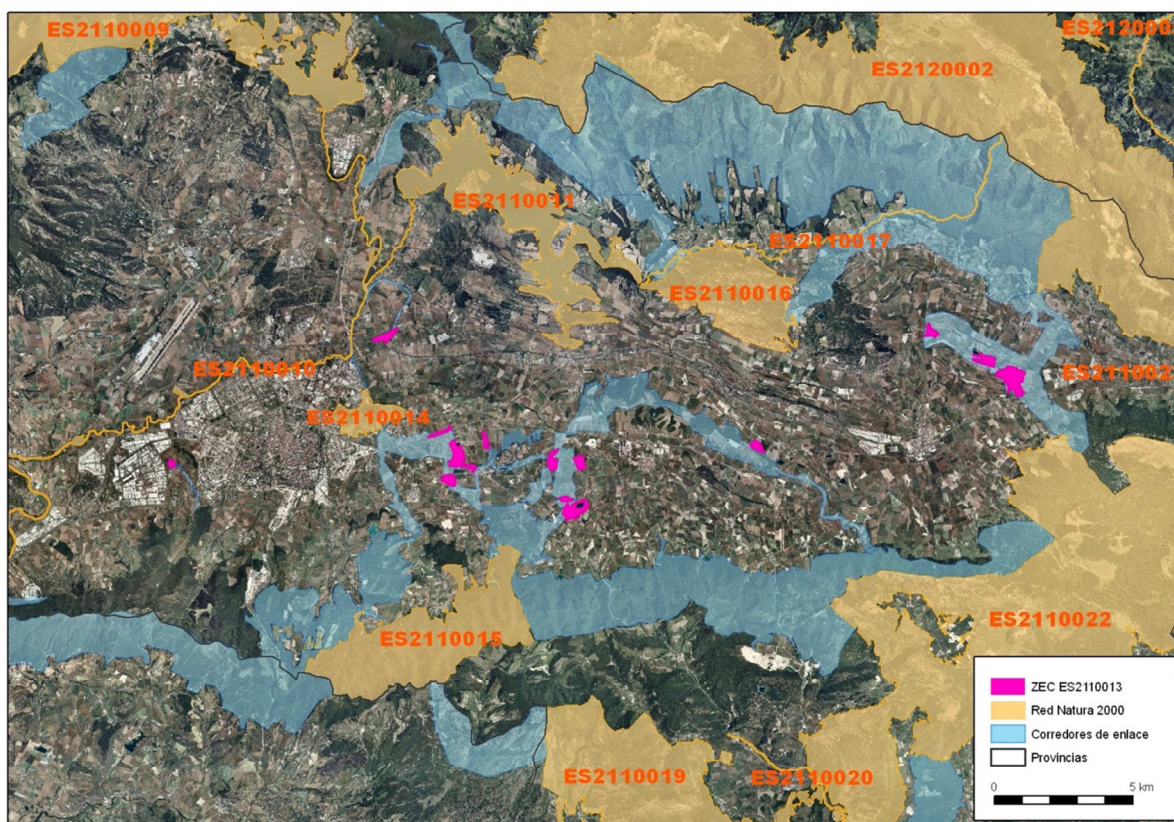 ES2110009
ES212000
ES2120002
ES2110011
ES2110017
ES2110016
ES2110010
ES211002
ES2110014
ES2110015
ES2110022
ES2110019
ES2110020
ZEC ES2110013
Red Natura 2000
Corredores de enlace
Provincias
0 5 km